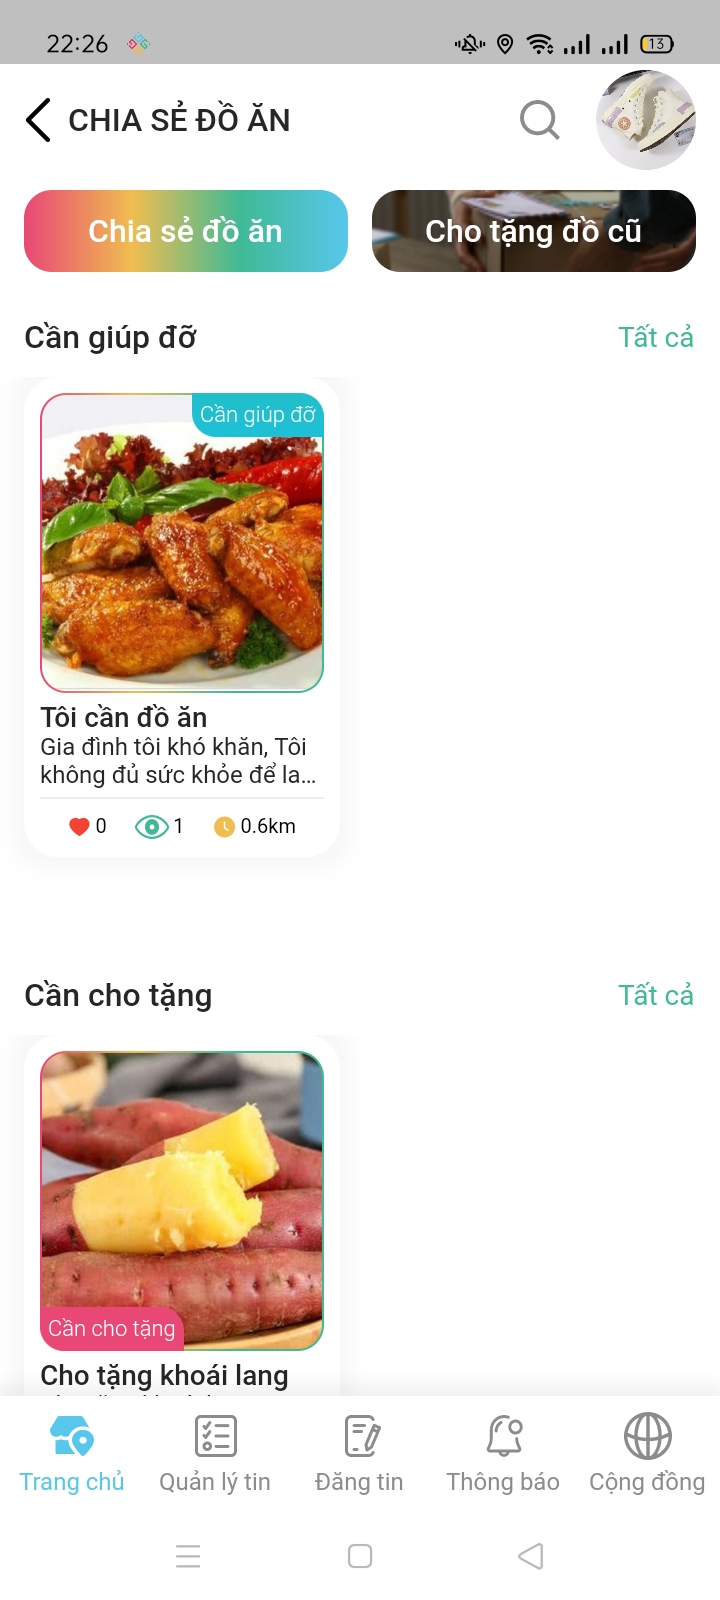 22:26
13
CHIA SẺ ĐỒ ĂN
Chia sẻ đồ ăn
Cho tặng đồ cũ
Cần giúp đỡ
Tất cả
Cần giúp đỡ
Tôi cần đồ ăn
Gia đình tôi khó khăn, Tôi
không đủ sức khỏe để la...
0
1
0.6km
Cần cho tặng
Tất cả
Cần cho tặng
Cho tặng khoái lang
Trang chủ
Quản lý tin
Đăng tin
Thông báo
Cộng đồng